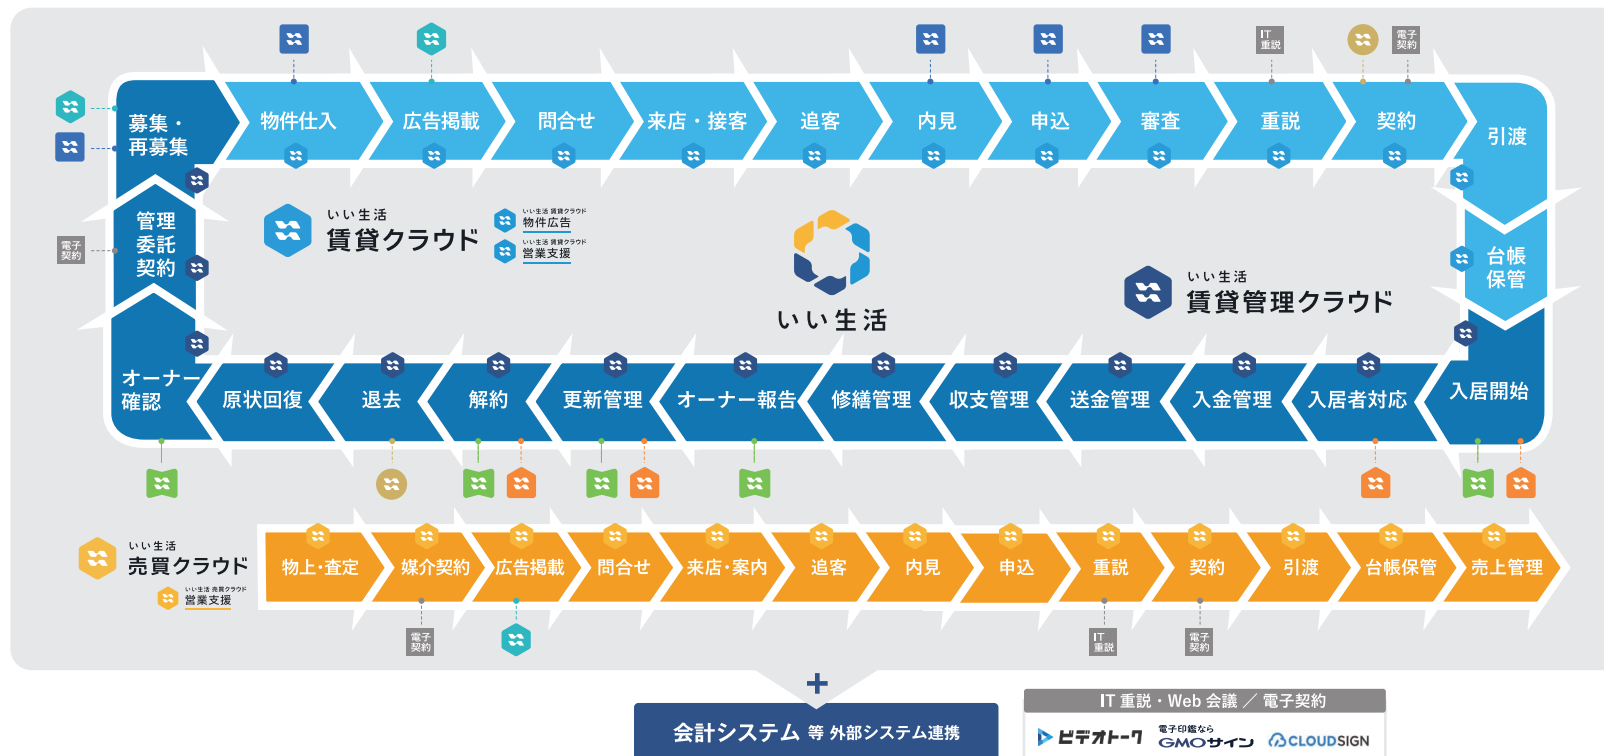 IT
重説
電子
契約
募集・
再募集
物件仕入
広告掲載
問合せ
来店・接客
追客
内見
申込
審査
重説
契約
引渡
管理
委託
契約
電子
契約
いい生活
賃貸クラウド
いい生活 賃貸クラウド
物件広告
いい生活 賃貸クラウド
営業支援
いい生活
いい生活
賃貸管理クラウド
台帳
保管
オーナー
確認
原状回復
退去
解約
更新管理
オーナー報告
修繕管理
収支管理
送金管理
入金管理
入居者対応
入居開始
いい生活
売買クラウド
いい生活 売買クラウド
営業支援
物上・査定
媒介契約
広告掲載
問合せ
来店・案内
追客
内見
申込
重説
契約
引渡
台帳保管
売上管理
電子
契約
IT
重説
電子
契約
+
会計システム 等 外部システム連携
IT 重説・Web 会議 ／ 電子契約
ビデオトーク
電子印鑑なら
GMOサイン
CLOUDSIGN